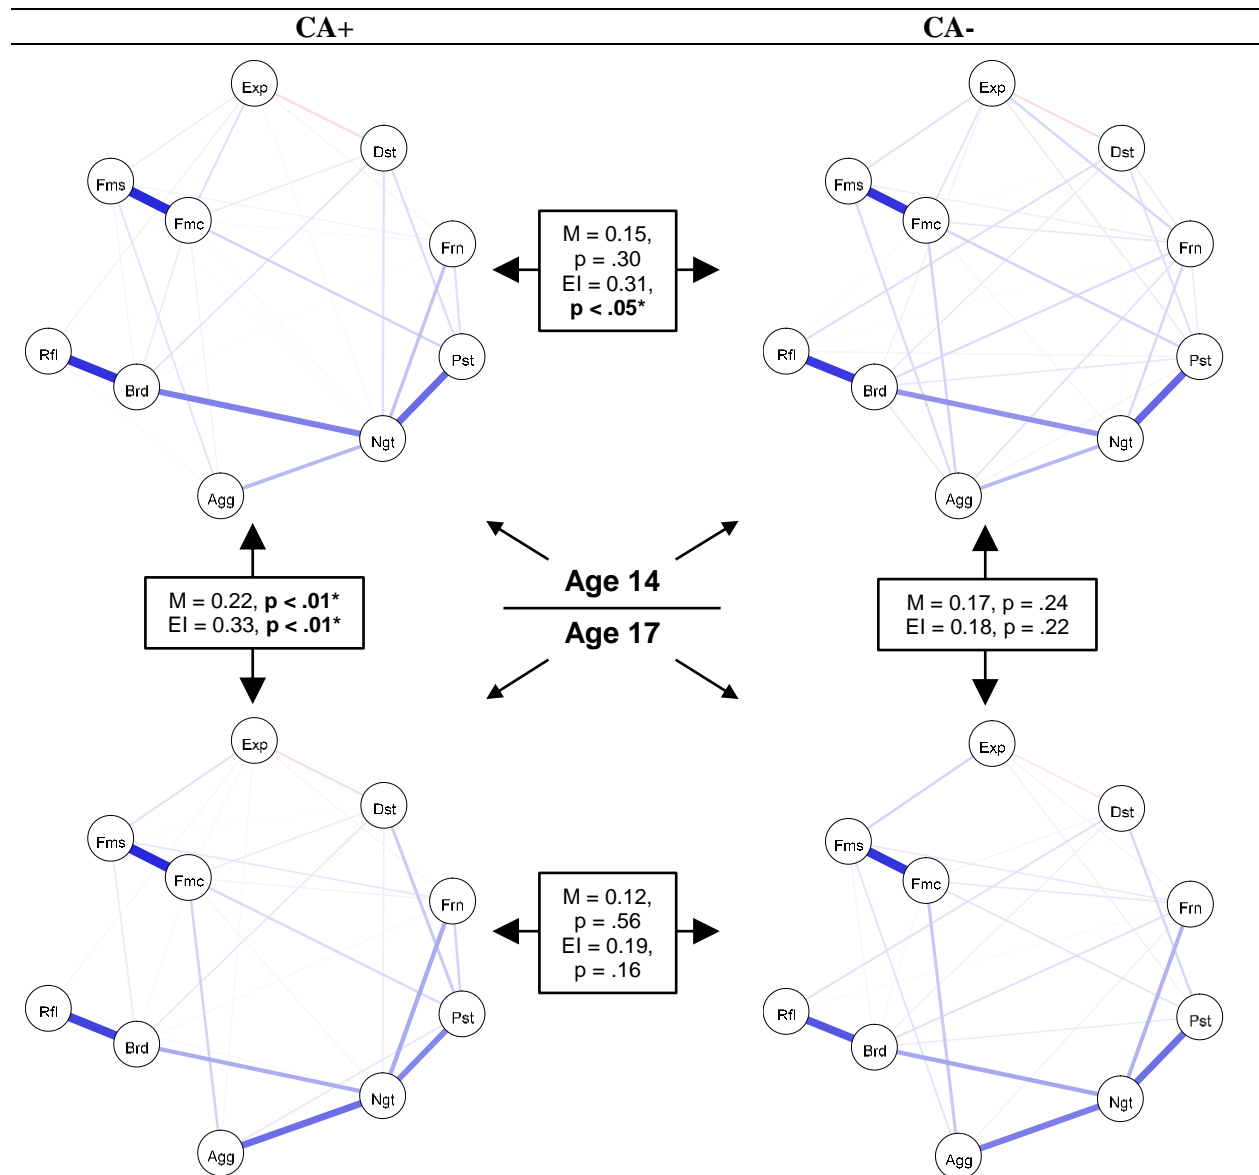 CA+ CA-
Exp
Dst
Fms
Fmc
Frn
Rfl
Brd
Pst
Ngt
Agg
M = 0.15,
p = .30
EI = 0.31,
p < .05*
Exp
Dst
Fms
Fmc
Frn
Rfl
Brd
Pst
Ngt
Agg
M = 0.22, p < .01*
EI = 0.33, p < .01*
Age 14
Age 17
M = 0.17, p = .24
EI = 0.18, p = .22
Exp
Dst
Fms
Fmc
Frn
Rfl
Brd
Pst
Ngt
Agg
M = 0.12,
p = .56
EI = 0.19,
p = .16
Exp
Dst
Fms
Fmc
Frn
Rfl
Brd
Pst
Ngt
Agg